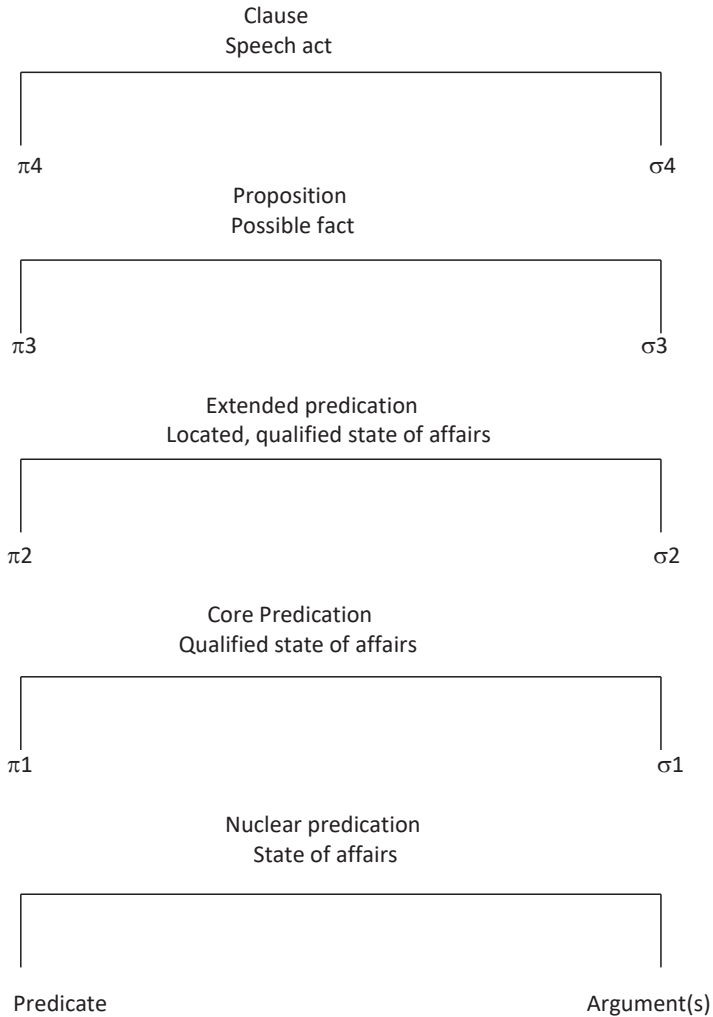 Clause
Speech act
π4 σ4
Proposition
Possible fact
π3 σ3
Extended predication
Located, qualified state of affairs
π2 σ2
Core Predication
Qualified state of affairs
π1 σ1
Nuclear predication
State of affairs
Predicate Argument(s)